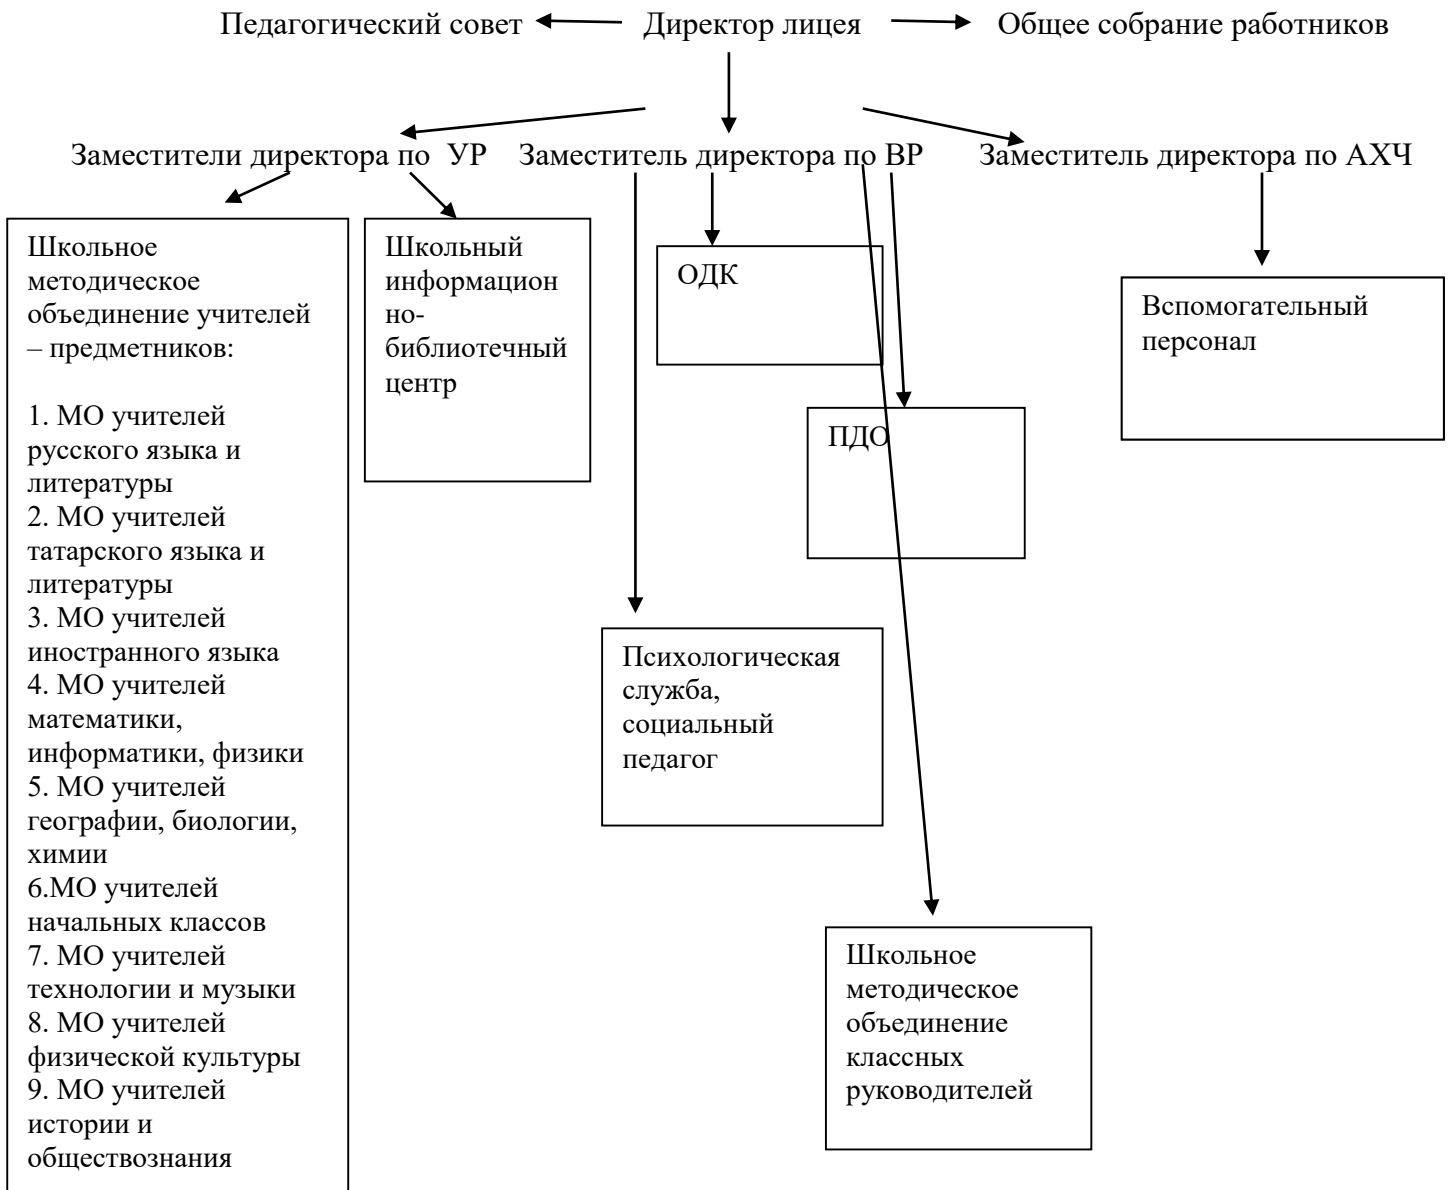 Педагогический совет Директор лицея Общее собрание работников
Заместители директора по УР Заместитель директора по ВР Заместитель директора по АХЧ
Школьное
методическое
объединение учителей
– предметников:
1. МО учителей
русского языка и
литературы
2. МО учителей
татарского языка и
литературы
3. МО учителей
иностранного языка
4. МО учителей
математики,
информатики, физики
5. МО учителей
географии, биологии,
химии
6.МО учителей
начальных классов
7. МО учителей
технологии и музыки
8. МО учителей
физической культуры
9. МО учителей
истории и
обществознания
Школьный
информацион
но-
библиотечный
центр
ОДК
ПДО
Психологическая
служба,
социальный
педагог
Школьное
методическое
объединение
классных
руководителей
Вспомогательный
персонал